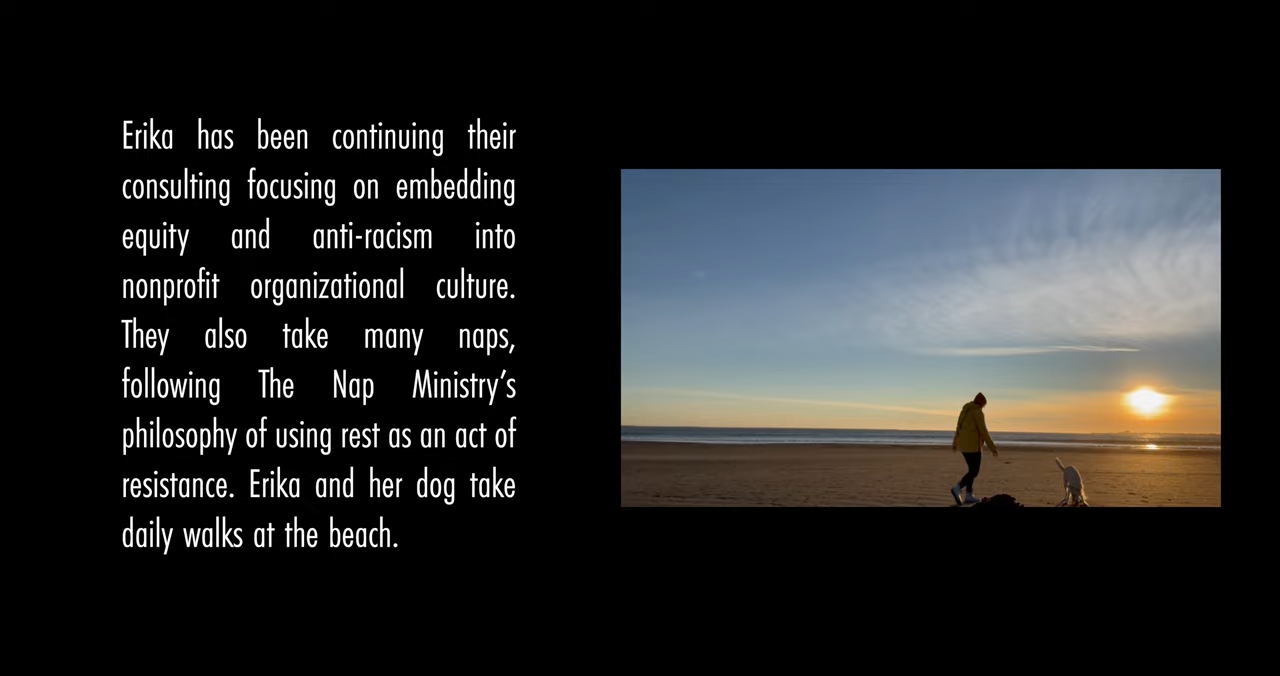 Erika has been continuing their
consulting focusing on embedding
equity and anti-racism into
nonprofit organizational culture.
They also take many naps,
following The Nap Ministry’s
philosophy of using rest as an act of
resistance. Erika and her dog take
daily walks at the beach.